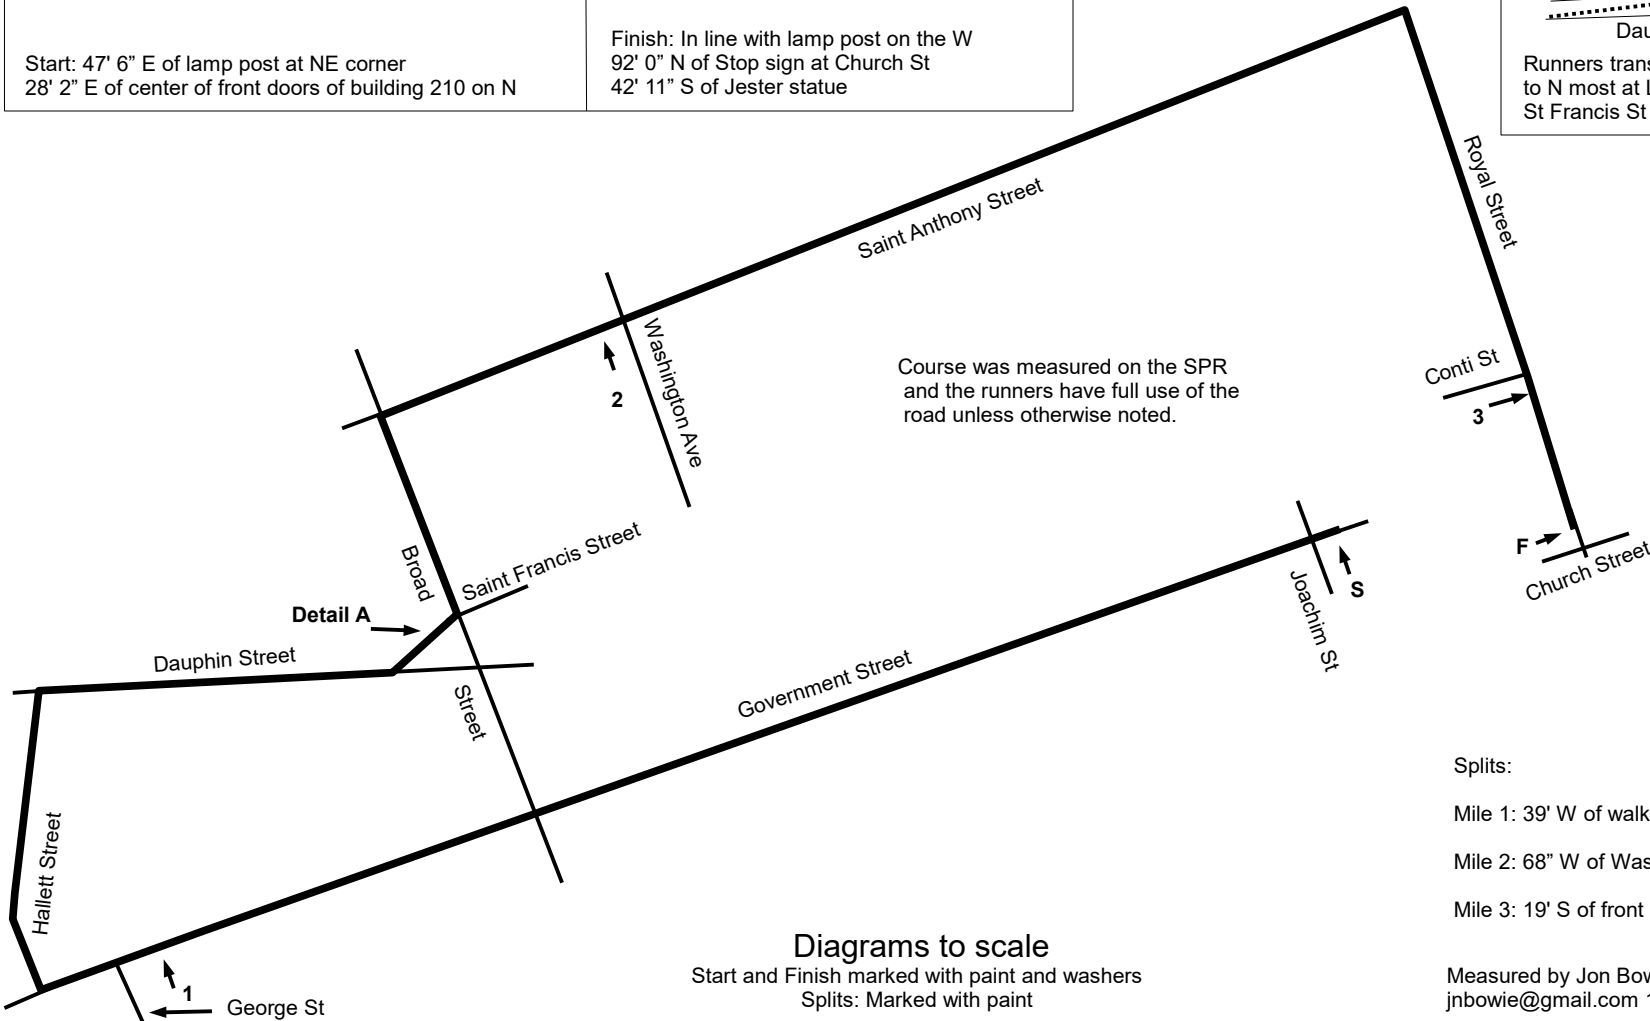 Start: 47' 6” E of lamp post at NE corner
28' 2” E of center of front doors of building 210 on N
Finish: In line with lamp post on the W
92' 0” N of Stop sign at Church St
42' 11” S of Jester statue
Runners
to N most at
St Francis St
Royal Street
Saint Anthony Street
Washington Ave
2
Course was measured on the SPR
and the runners have full use of the
road unless otherwise noted.
Conti St
3
F
Church Street
Broad
Saint Francis Street
Detail A
Dauphin Street
Street
Joachim St
S
Government Street
Hallett Street
1
George St
Splits:
Mile 1: 39' W of
Mile 2: 68” W of
Mile 3: 19' S of front
Diagrams to scale
Start and Finish marked with paint and washers
Splits: Marked with paint
Measured by Jon
jnbowie@gmail.com